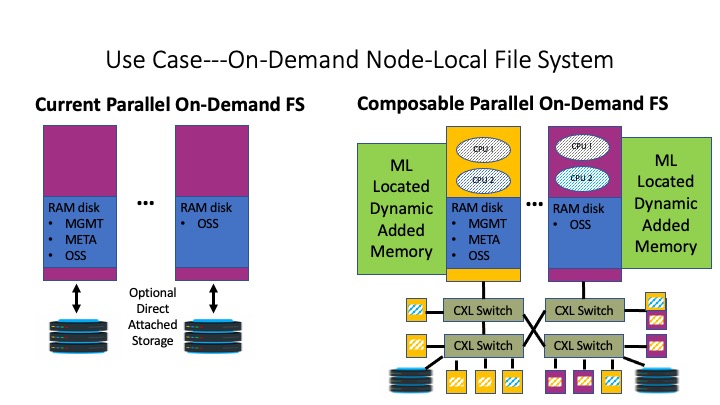 Use Case---On-Demand Node-Local File System
Current Parallel On-Demand FS
RAM disk
• MGMT
• META
• OSS
...
RAM disk
• OSS
Optional
Direct
Attached
Storage
Composable Parallel On-Demand FS
ML
Located
Dynamic
Added
Memory
CPU 1
CPU 2
RAM disk
• MGMT
• META
• OSS
...
CPU 1
CPU 2
RAM disk
• OSS
ML
Located
Dynamic
Added
Memory
CXL Switch
CXL Switch
CXL Switch
CXL Switch